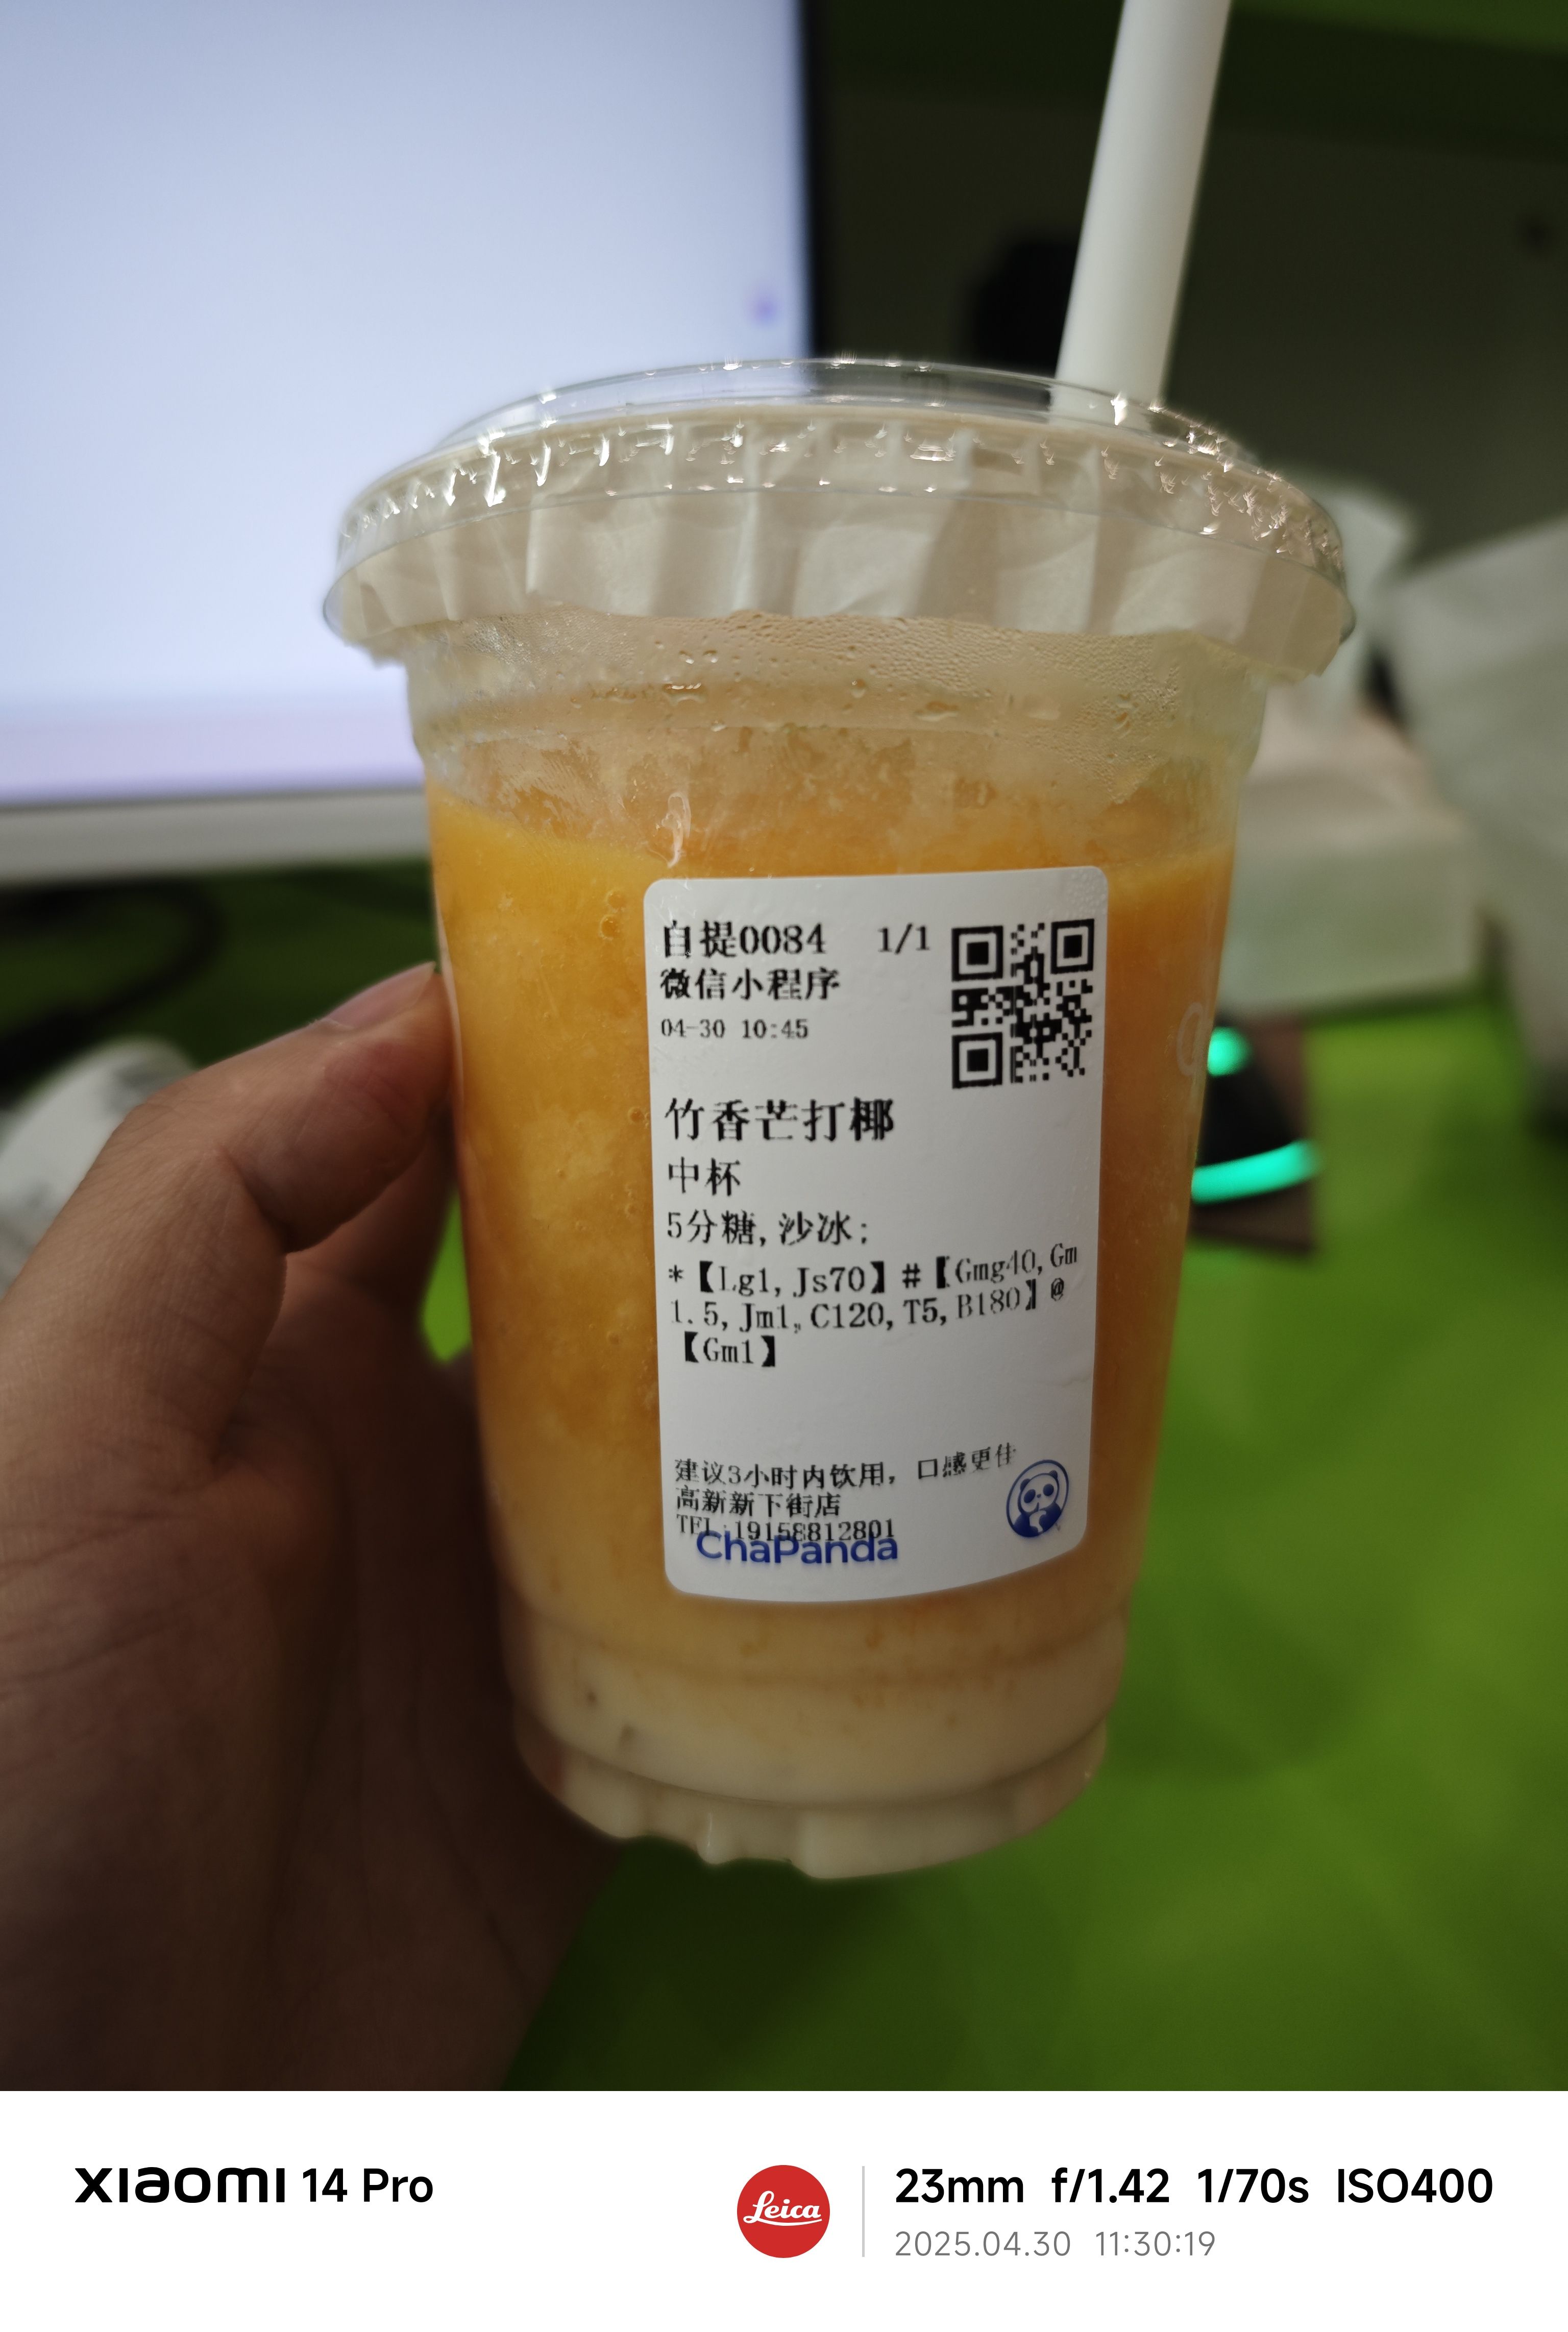 自提0084 1/1
微信小程序
04-30 10:45
竹香芒打椰
中杯
5分糖,沙冰;
*【Lg1,Js70】#【Gmg40,Gm
1.5,Jm1,C120,T5,B180】@
【Gm1】
建议3小时内饮用，口感更佳
高新新下街店
TEL:19158812801
ChaPanda
xiaomi 14 Pro
Leica
23mm f/1.42 1/70s ISO400
2025.04.30 11:30:19